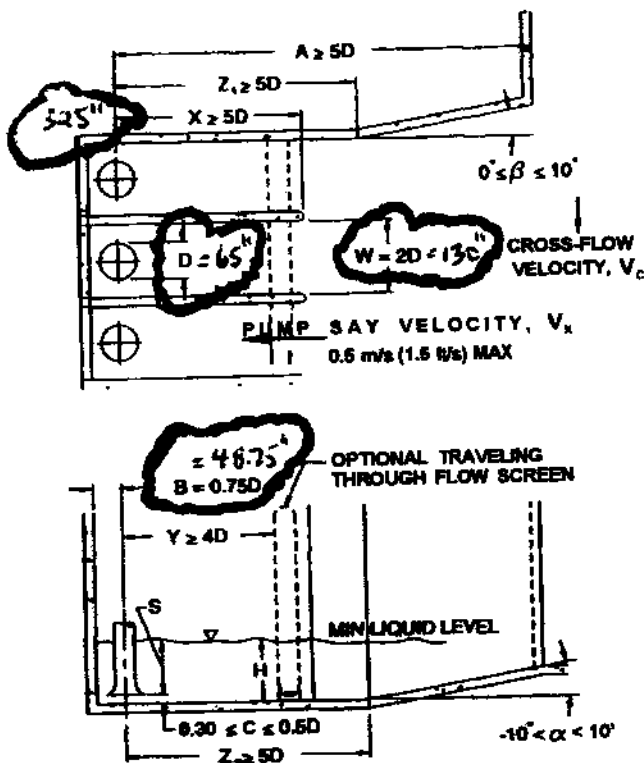 A ≥ 5D
Z₁ ≥ 5D
325"
X ≥ 5D
0° ≤ β ≤ 10°
D = 65"
W = 2D = 130"
CROSS-FLOW
VELOCITY, V꜀
PUMP SAY VELOCITY, Vₓ
0.5 m/s (1.5 ft/s) MAX
= 48.75"
B = 0.75D
OPTIONAL TRAVELING
THROUGH FLOW SCREEN
Y ≥ 4D
S
MIN LIQUID LEVEL
H
0.30 ≤ C ≤ 0.5D
-10° < α < 10°
Z₂ ≥ 5D